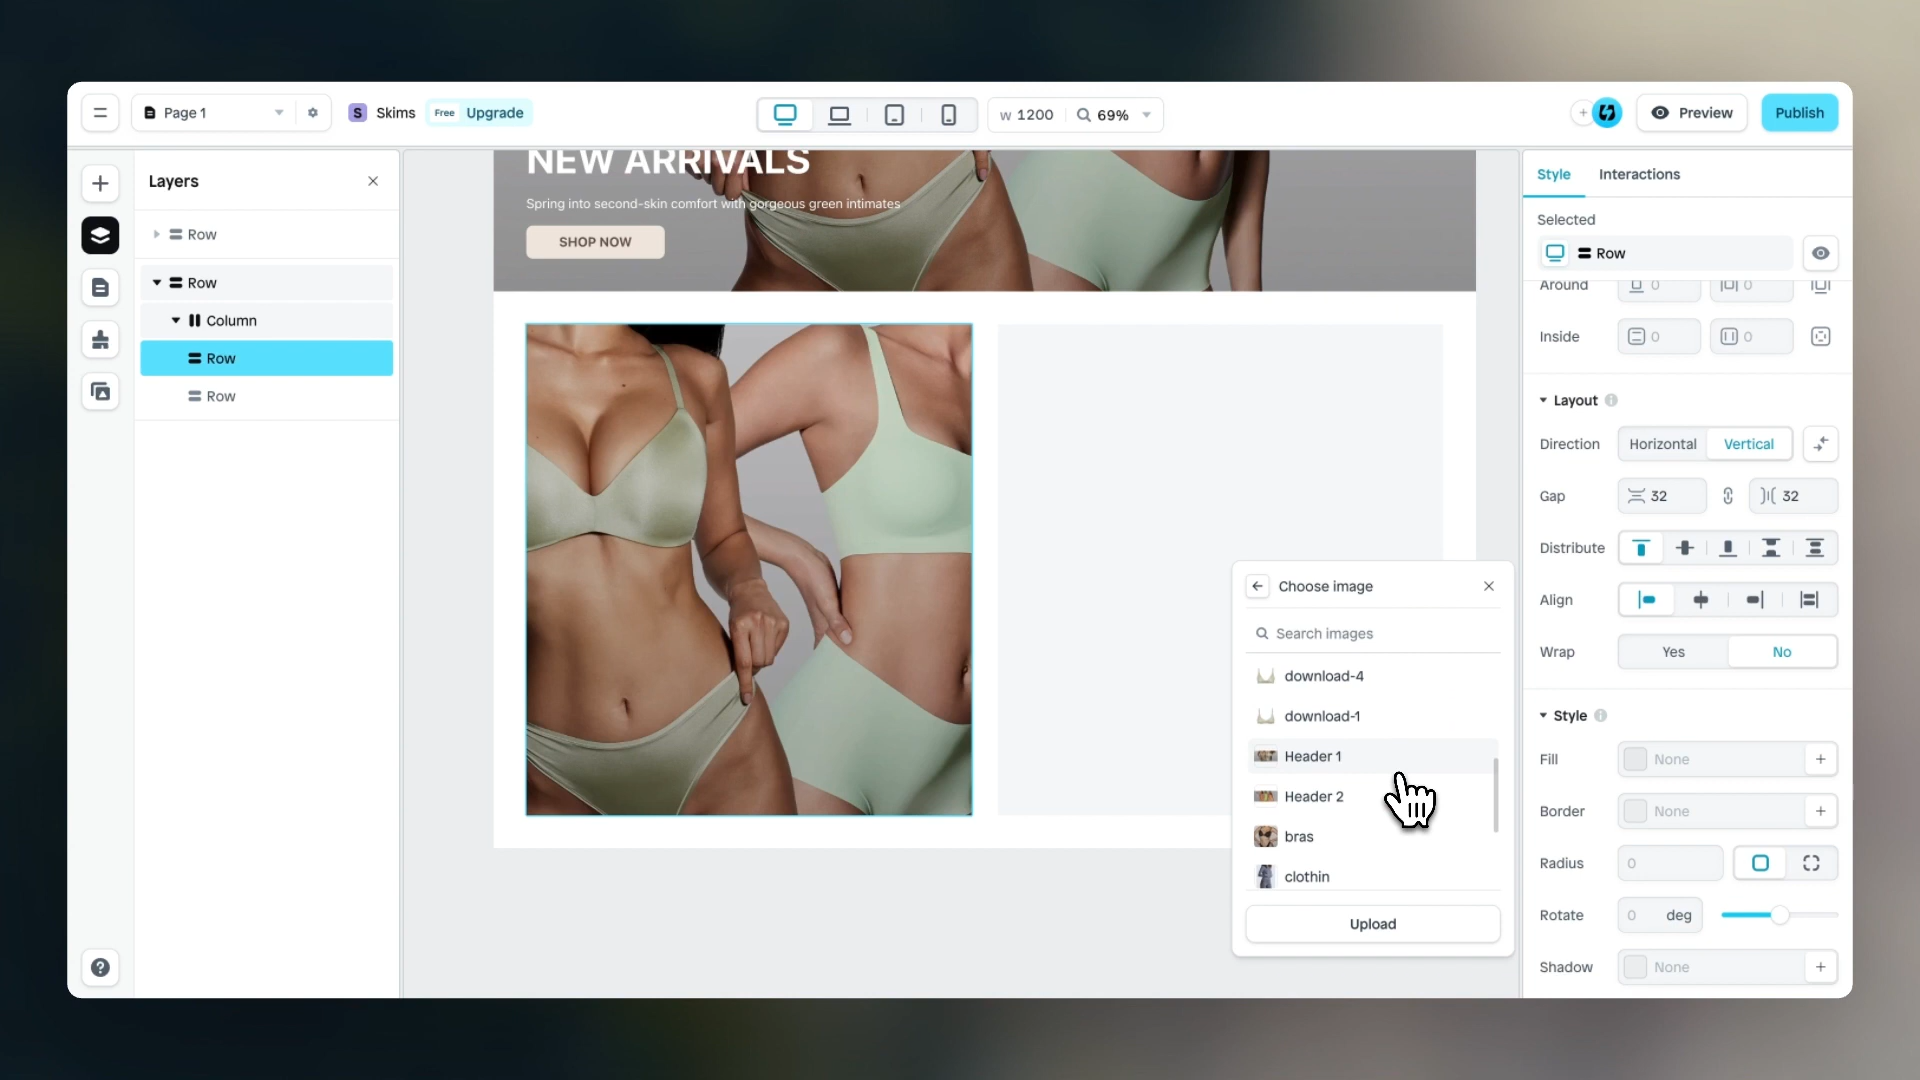 Page 1
S Skims Free Upgrade
W 1200 69%
Preview
Publish
Layers
Row
Row
Column
Row
Row
NEW ARRIVALS
Spring into second-skin comfort with gorgeous green intimates
SHOP NOW
Choose image
Search images
download-4
download-1
Header 1
Header 2
bras
clothin
Upload
Style Interactions
Selected
Row
Around 0 0
Inside 0 0
Layout
Direction Horizontal Vertical
Gap 32 32
Distribute
Align
Wrap Yes No
Style
Fill None
Border None
Radius 0
Rotate 0 deg
Shadow None